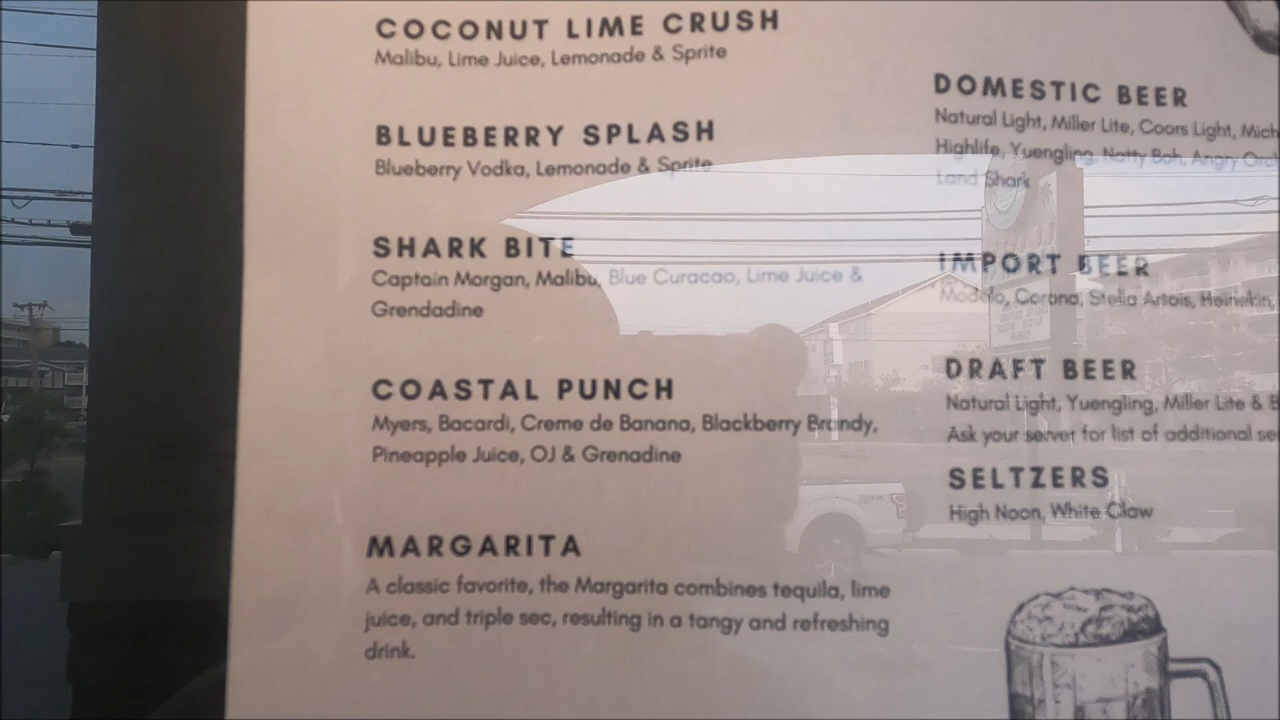 COCONUT LIME CRUSH
Malibu, Lime Juice, Lemonade & Sprite
BLUEBERRY SPLASH
Blueberry Vodka, Lemonade & Sprite
SHARK BITE
Captain Morgan, Malibu, Blue Curacao, Lime Juice &
Grendadine
COASTAL PUNCH
Myers, Bacardi, Creme de Banana, Blackberry Brandy,
Pineapple Juice, OJ & Grenadine
MARGARITA
A classic favorite, the Margarita combines tequila, lime
juice, and triple sec, resulting in a tangy and refreshing
drink.
DOMESTIC BEER
Natural Light, Miller Lite, Coors Light, Mich
Highlife, Yuengling, Natty Boh, Angry Orc
Land Shark
IMPORT BEER
Modelo, Corona, Stella Artois, Heinekin,
DRAFT BEER
Natural Light, Yuengling, Miller Lite &
Ask your server for list of additional se
SELTZERS
High Noon, White Claw